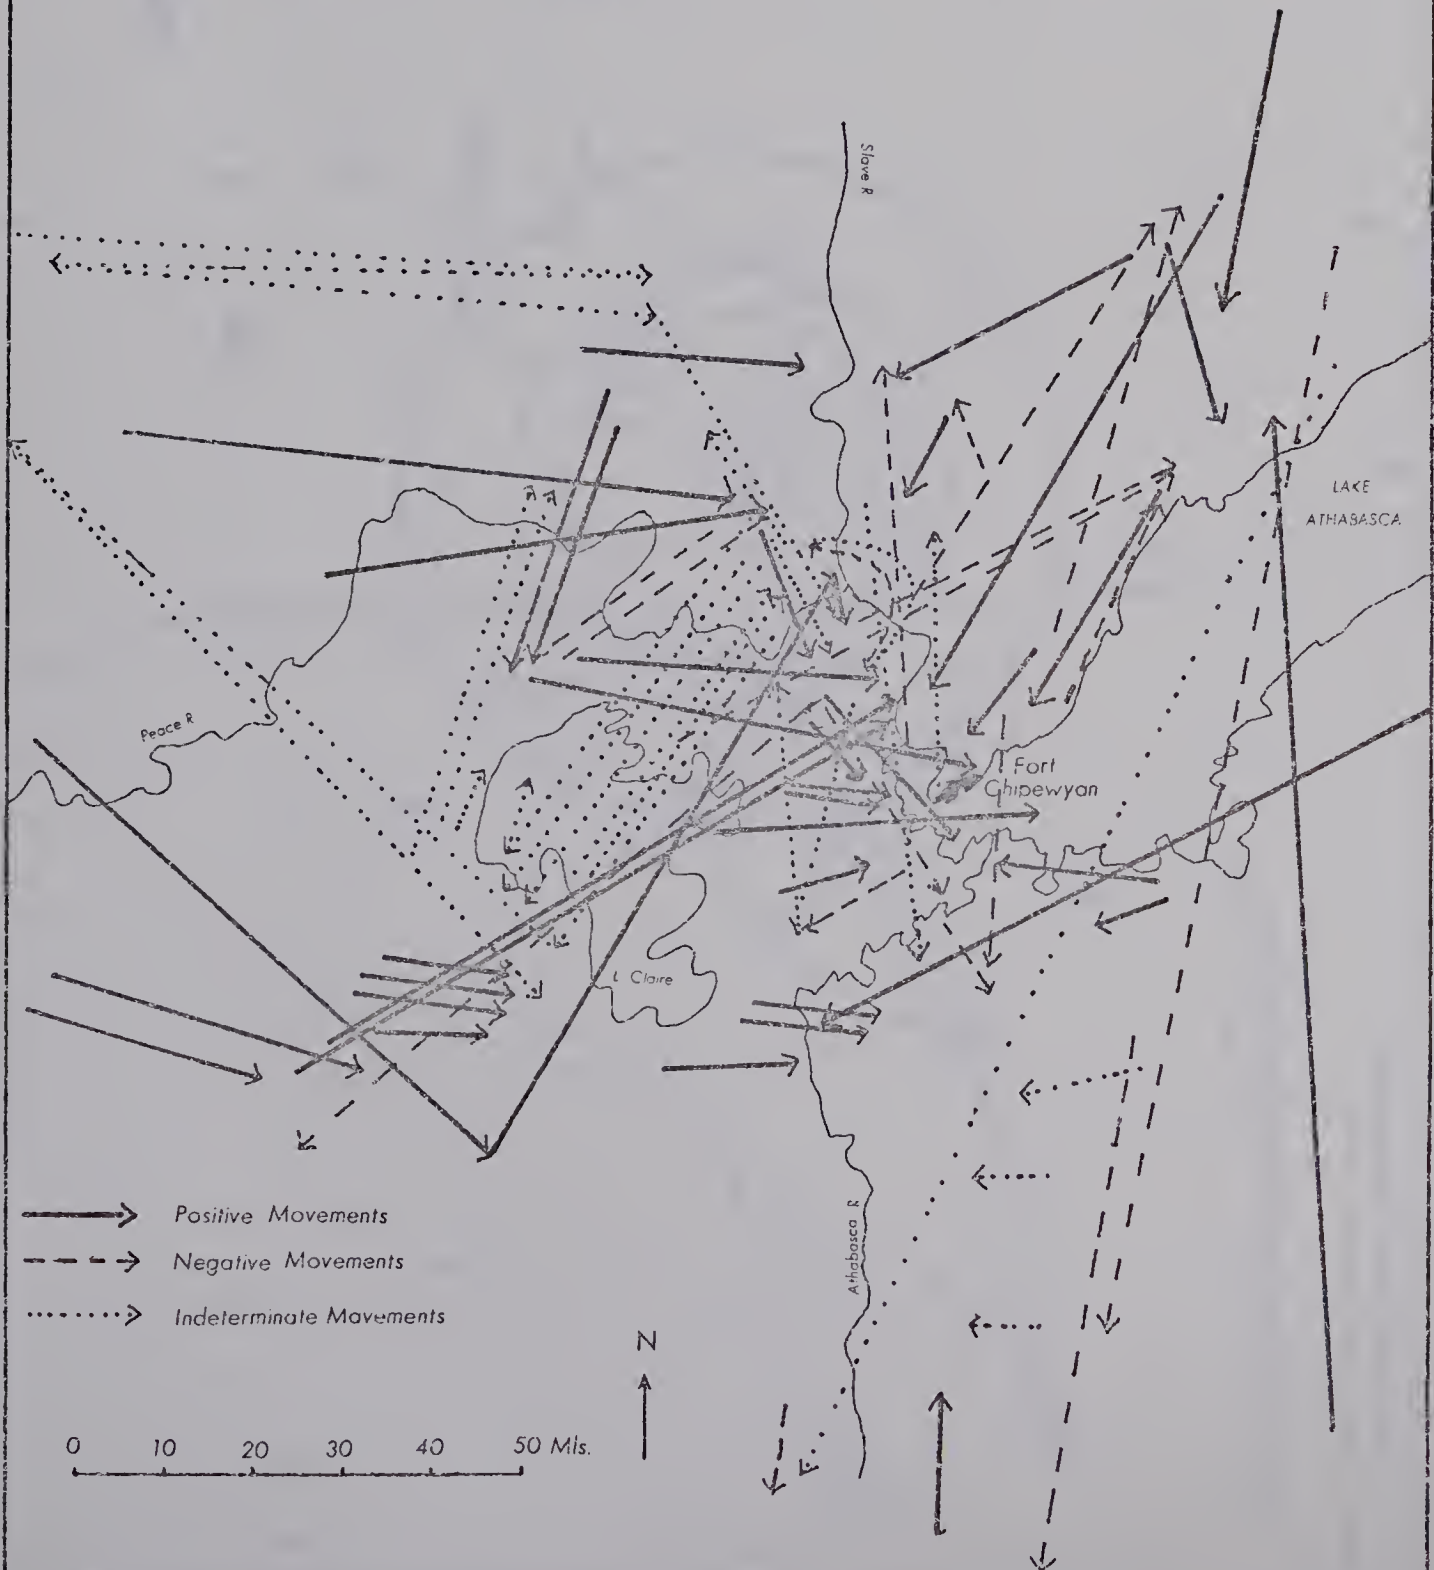 Slave R
LAKE
ATHABASCA
Peace R
Fort
Chipewyan
L Claire
Positive Movements
Negative Movements
Indeterminate Movements
Athabasca R
N
0 10 20 30 40 50 Mls.